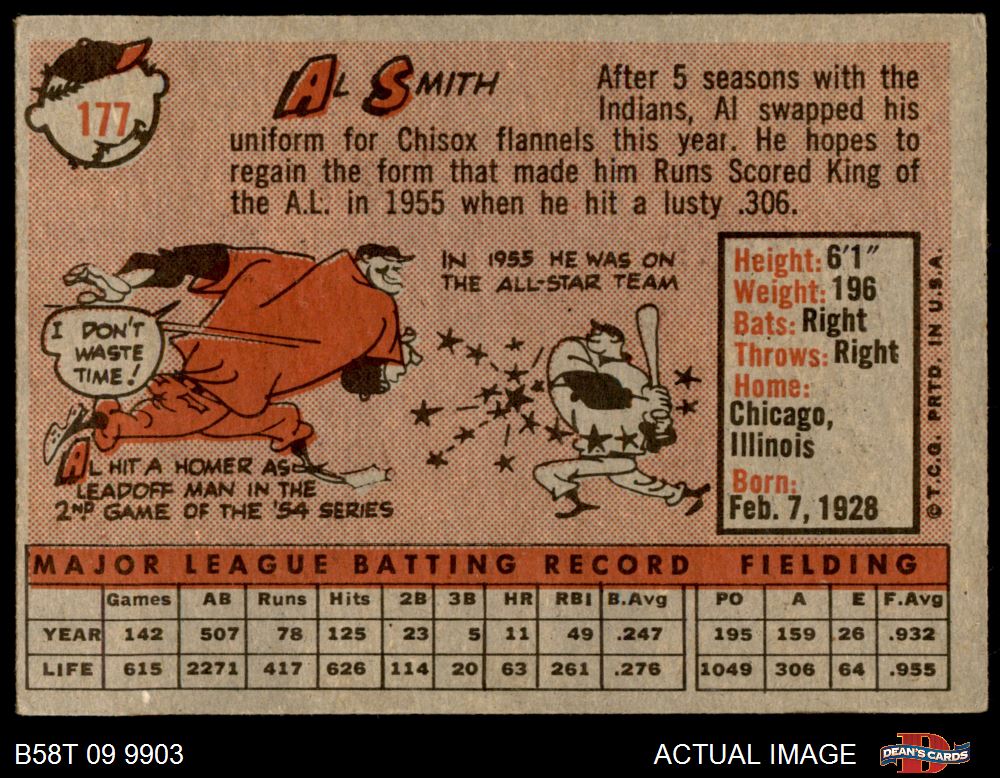 177
AL SMITH
After 5 seasons with the
Indians, Al swapped his
uniform for Chisox flannels this year. He hopes to
regain the form that made him Runs Scored King of
the A.L. in 1955 when he hit a lusty .306.
I DON'T
WASTE
TIME!
AL HIT A HOMER AS
LEADOFF MAN IN THE
2ND GAME OF THE '54 SERIES
IN 1955 HE WAS ON
THE ALL-STAR TEAM
Height: 6'1"
Weight: 196
Bats: Right
Throws: Right
Home:
Chicago,
Illinois
Born:
Feb. 7, 1928
© T.C.G. PRTD. IN U.S.A.
MAJOR LEAGUE BATTING RECORD FIELDING
Games AB Runs Hits 2B 3B HR RBI B.Avg PO A E F.Avg
YEAR 142 507 78 125 23 5 11 49 .247 195 159 26 .932
LIFE 615 2271 417 626 114 20 63 261 .276 1049 306 64 .955
B58T 09 9903
ACTUAL IMAGE
DEAN'S CARDS